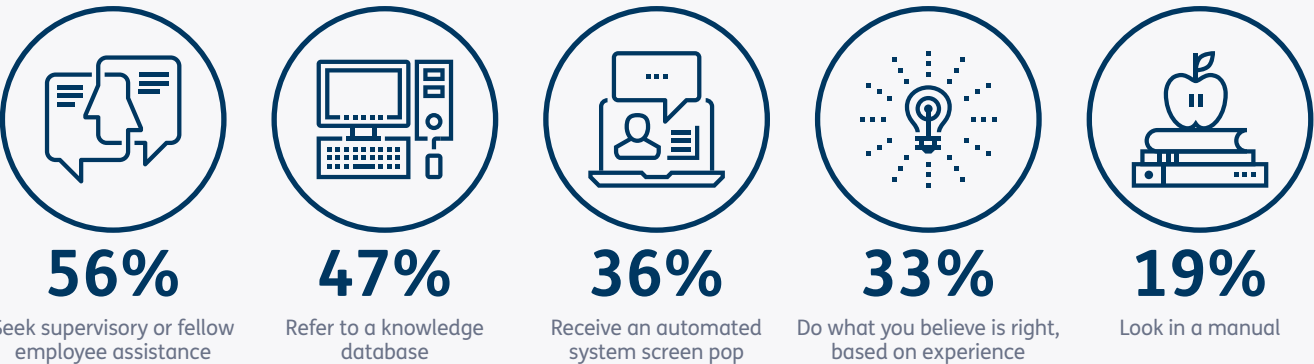 56%
Seek supervisory or fellow
employee assistance
47%
Refer to a knowledge
database
36%
Receive an automated
system screen pop
33%
Do what you believe is right,
based on experience
19%
Look in a manual